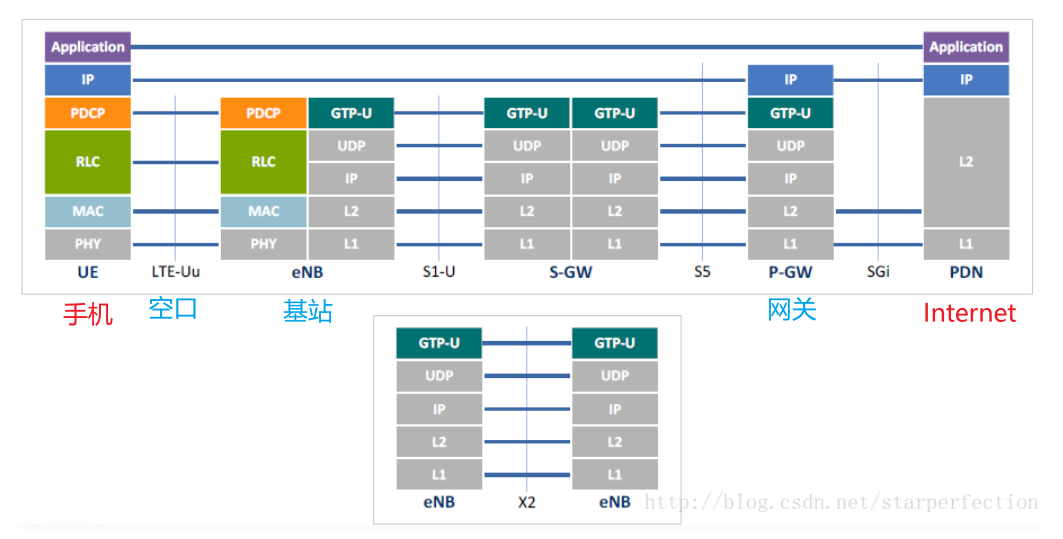 Application Application
IP IP IP
PDCP PDCP GTP-U GTP-U GTP-U GTP-U
UDP UDP UDP UDP
RLC RLC L2
IP IP IP IP
MAC MAC L2 L2 L2 L2
PHY PHY L1 L1 L1 L1 L1
UE LTE-Uu eNB S1-U S-GW S5 P-GW SGi PDN
手机 空口 基站 网关 Internet
GTP-U GTP-U
UDP UDP
IP IP
L2 L2
L1 L1
eNB X2 eNB
http://blog.csdn.net/starperfection